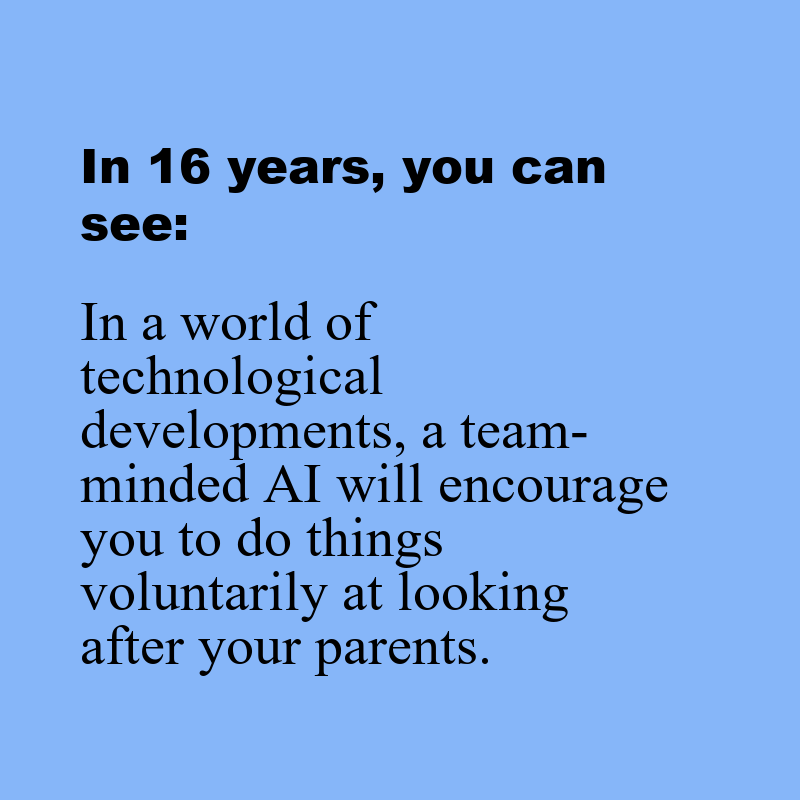 In 16 years, you can
see:
In a world of
technological
developments, a team-
minded AI will encourage
you to do things
voluntarily at looking
after your parents.